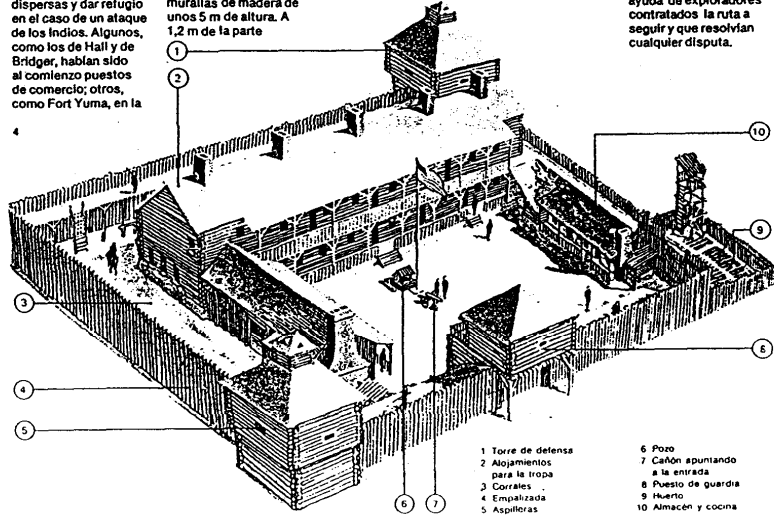 dispersas y dar refugio
en el caso de un ataque
de los Indios. Algunos,
como los de Hall y de
Bridger, habían sido
al comienzo puestos
de comercio; otros,
como Fort Yuma, en la
murallas de madera de
unos 5 m de altura. A
1,2 m de la parte
ayuda de exploradores
contratados la ruta a
seguir y que resolvían
cualquier disputa.
4
1
2
3
4
5
6
7
8
9
10
1 Torre de defensa
2 Alojamientos
para la tropa
3 Corrales
4 Empalizada
5 Aspilleras
6 Pozo
7 Cañón apuntando
a la entrada
8 Puesto de guardia
9 Huerto
10 Almacén y cocina